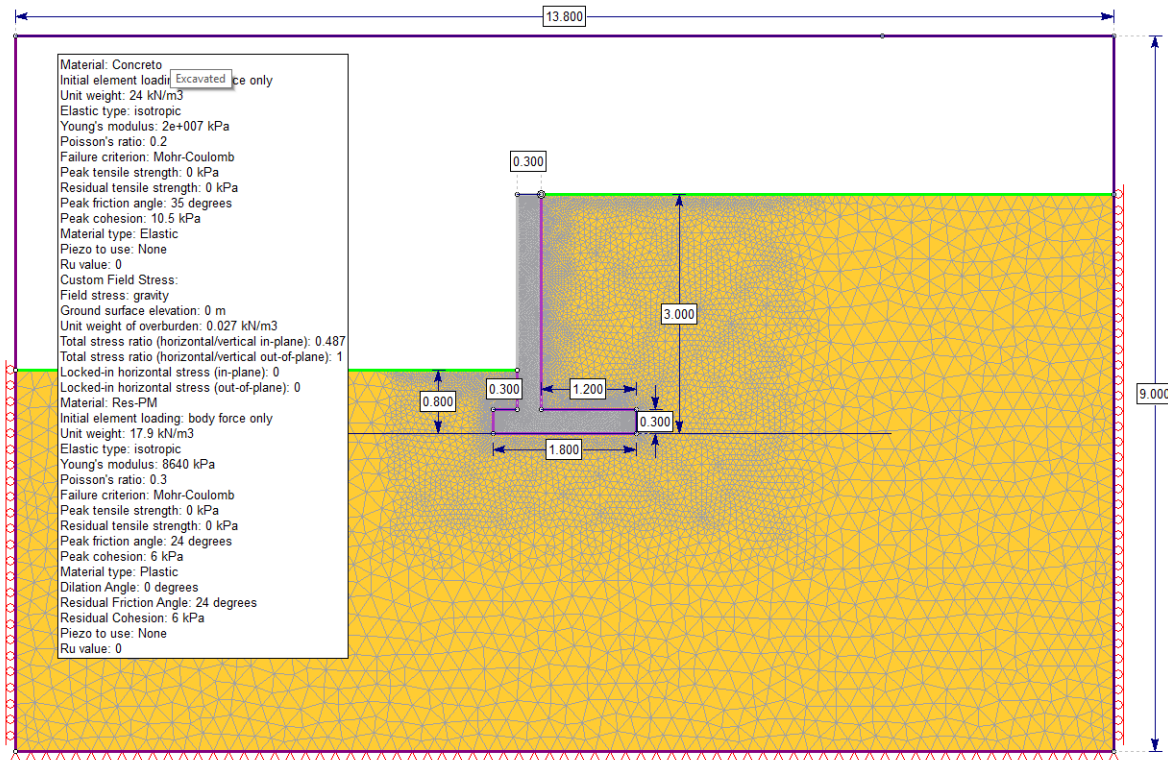 13.800
Material: Concreto
Initial element loadin ce only
Excavated
Unit weight: 24 kN/m3
Elastic type: isotropic
Young's modulus: 2e+007 kPa
Poisson's ratio: 0.2
Failure criterion: Mohr-Coulomb
Peak tensile strength: 0 kPa
Residual tensile strength: 0 kPa
Peak friction angle: 35 degrees
Peak cohesion: 10.5 kPa
Material type: Elastic
Piezo to use: None
Ru value: 0
Custom Field Stress:
Field stress: gravity
Ground surface elevation: 0 m
Unit weight of overburden: 0.027 kN/m3
Total stress ratio (horizontal/vertical in-plane): 0.487
Total stress ratio (horizontal/vertical out-of-plane): 1
Locked-in horizontal stress (in-plane): 0
Locked-in horizontal stress (out-of-plane): 0
Material: Res-PM
Initial element loading: body force only
Unit weight: 17.9 kN/m3
Elastic type: isotropic
Young's modulus: 8640 kPa
Poisson's ratio: 0.3
Failure criterion: Mohr-Coulomb
Peak tensile strength: 0 kPa
Residual tensile strength: 0 kPa
Peak friction angle: 24 degrees
Peak cohesion: 6 kPa
Material type: Plastic
Dilation Angle: 0 degrees
Residual Friction Angle: 24 degrees
Residual Cohesion: 6 kPa
Piezo to use: None
Ru value: 0
0.300
3.000
0.800
0.300
1.200
0.300
1.800
9.000